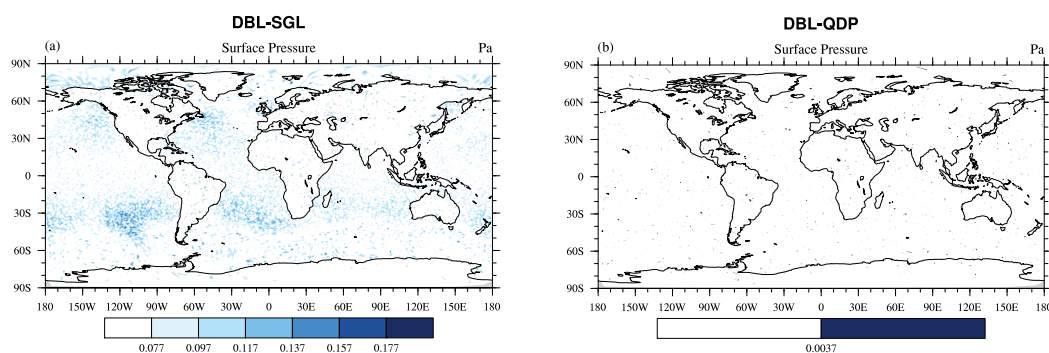 DBL-SGL
(a) Surface Pressure Pa
90N
60N
30N
0
30S
60S
90S
180 150W 120W 90W 60W 30W 0 30E 60E 90E 120E 150E 180
0.077 0.097 0.117 0.137 0.157 0.177
DBL-QDP
(b) Surface Pressure Pa
90N
60N
30N
0
30S
60S
90S
180 150W 120W 90W 60W 30W 0 30E 60E 90E 120E 150E 180
0.0037